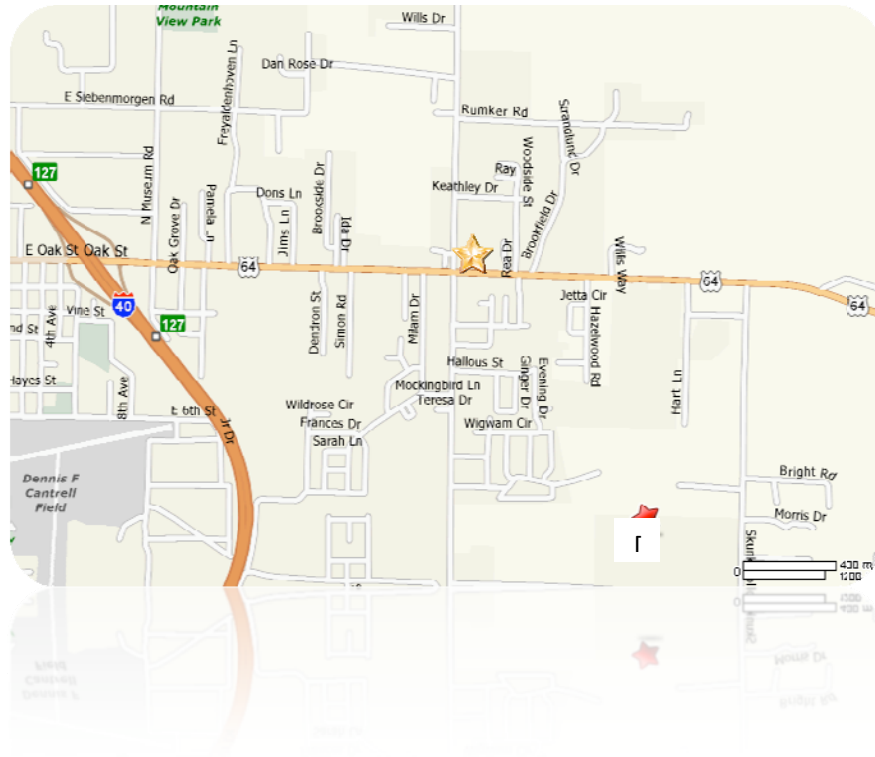 Mountain
View Park
Wills Dr
Dan Rose Dr
Freyaldenhoven Ln
E Siebenmorgen Rd
Rumker Rd
127
N Museum Rd
Ray
Woodside St
Keathley Dr
Brookfield Dr
Dons Ln
Jims Ln
Brookside Dr
Ida Dr
Pamela Ln
Oak Grove Dr
E Oak St Oak St
64
Rea Dr
Wills Way
64
64
40
127
Vine St
4th Ave
nd St
Hayes St
8th Ave
Dendron St
Simon Rd
Milam Dr
Jetta Cir
Hazelwood Rd
Hallous St
Ginger Dr
Evening Dr
Mockingbird Ln
Teresa Dr
Hart Ln
E 6th St
Jr Dr
Wildrose Cir
Frances Dr
Sarah Ln
Wigwam Cir
Dennis F
Cantrell
Field
Bright Rd
Morris Dr
0
400 m
1200